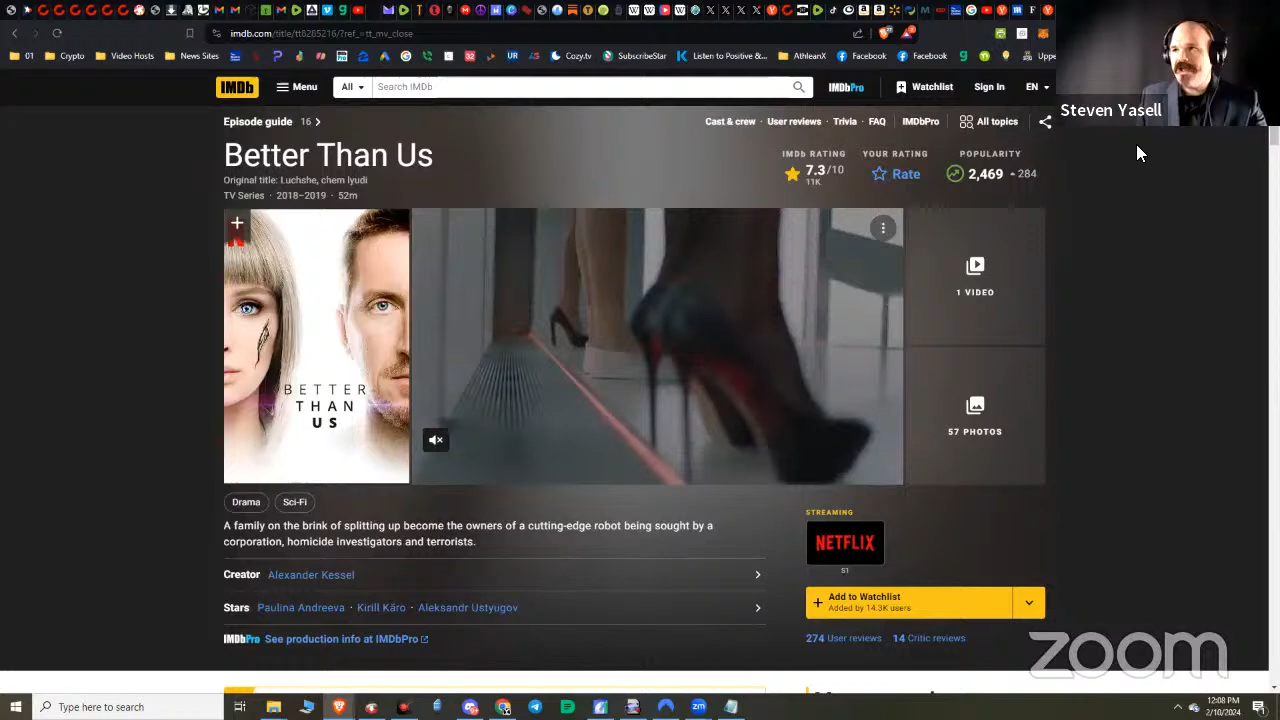 imdb.com/title/tt8285216/?ref_=tt_mv_close
01
Crypto
Video Hosts
News Sites
UR
Cozy.tv
SubscribeStar
Listen to Positive &...
AthleanX
Facebook
Facebook
Uppe
Steven Yasell
IMDb
Menu
All
Search IMDb
IMDbPro
Watchlist
Sign In
EN
Episode guide 16
Cast & crew · User reviews · Trivia · FAQ
IMDbPro
All topics
Better Than Us
Original title: Luchshe, chem lyudi
TV Series · 2018–2019 · 52m
IMDb RATING
7.3/10
11K
YOUR RATING
Rate
POPULARITY
2,469
284
BETTER
THAN
US
1 VIDEO
57 PHOTOS
Drama
Sci-Fi
A family on the brink of splitting up become the owners of a cutting-edge robot being sought by a
corporation, homicide investigators and terrorists.
Creator Alexander Kessel
Stars Paulina Andreeva · Kirill Käro · Aleksandr Ustyugov
IMDbPro See production info at IMDbPro
STREAMING
NETFLIX
S1
Add to Watchlist
Added by 14.3K users
274 User reviews
14 Critic reviews
zoom
Type here to search
12:08 PM
2/10/2024